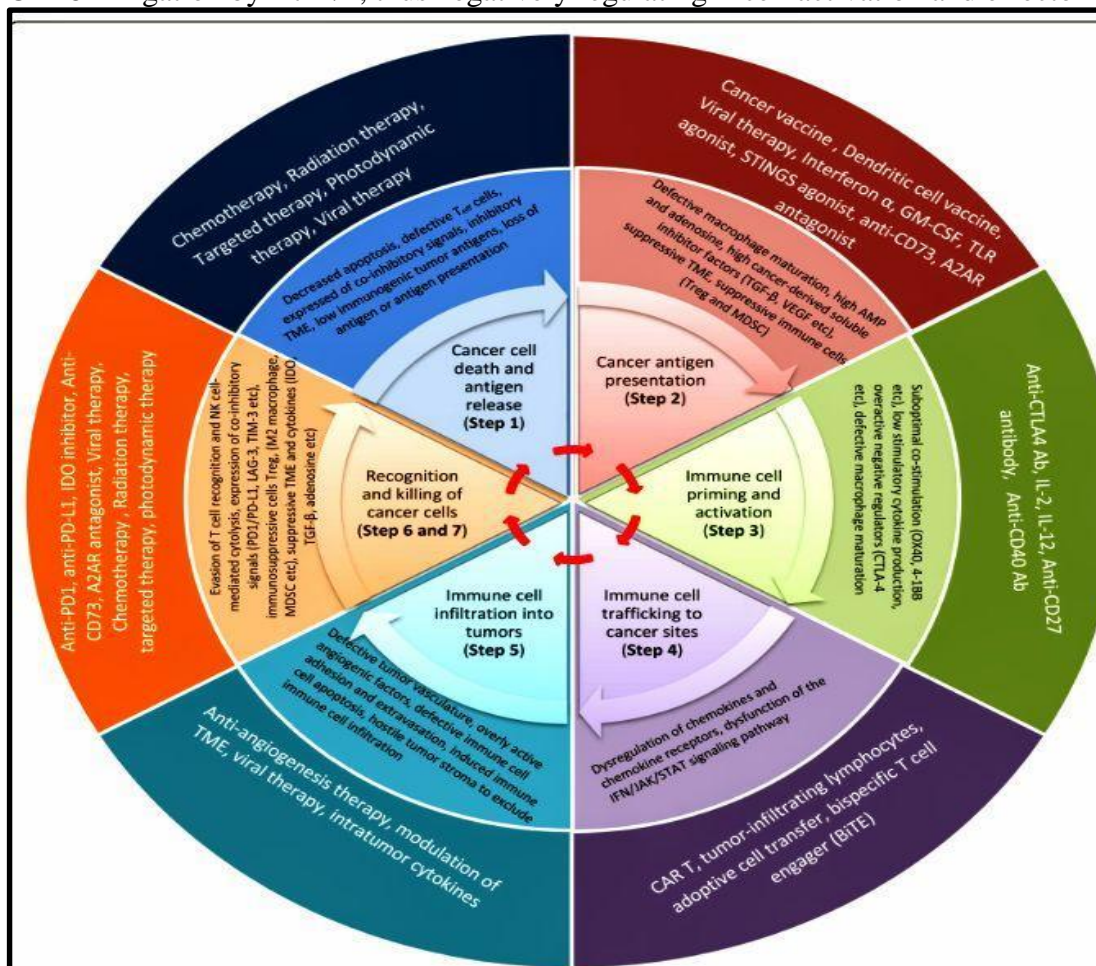 Chemotherapy, Radiation therapy,
Targeted therapy, Photodynamic
therapy, Viral therapy
Decreased apoptosis, defective Teff cells,
expressed of co-inhibitory signals, inhibitory
TME, low immunogenic tumor antigens, loss of
antigen or antigen presentation
Cancer cell
death and
antigen
release
(Step 1)
Cancer vaccine , Dendritic cell vaccine,
Viral therapy, Interferon α, GM-CSF, TLR
agonist, STINGS agonist, anti-CD73, A2AR
antagonist
Defective macrophage maturation, high AMP
and adenosine, high cancer-derived soluble
inhibitor factors (TGF-β, VEGF etc),
suppressive TME, suppressive immune cells
(Treg and MDSC)
Cancer antigen
presentation
(Step 2)
Anti-CTLA4 Ab, IL-2, IL-12, Anti-CD27
antibody, Anti-CD40 Ab
Suboptimal co-stimulation (OX40, 4-1BB
etc), low stimulatory cytokine production,
overactive negative regulators (CTLA-4
etc), defective macrophage maturation
Immune cell
priming and
activation
(Step 3)
Immune cell
trafficking to
cancer sites
(Step 4)
Dysregulation of chemokines and
chemokine receptors, dysfunction of the
IFN/JAK/STAT signaling pathway
CAR T, tumor-infiltrating lymphocytes,
adoptive cell transfer, bispecific T cell
engager (BiTE)
Immune cell
infiltration into
tumors
(Step 5)
Defective tumor vasculature, overly active
angiogenic factors, defective immune cell
adhesion and extravasation, induced immune
cell apoptosis, hostile tumor stroma to exclude
immune cell infiltration
Anti-angiogenesis therapy, modulation of
TME, viral therapy, intratumor cytokines
Recognition
and killing of
cancer cells
(Step 6 and 7)
Evasion of T cell recognition and NK cell-
mediated cytolysis, expression of co-inhibitory
signals (PD1/PD-L1, LAG-3, TIM-3 etc),
immunosuppressive cells Treg, (M2 macrophage,
MDSC etc), suppressive TME and cytokines (IDO,
TGF-β, adenosine etc)
Anti-PD1, anti-PD-L1, IDO inhibitor, Anti-
CD73, A2AR antagonist, Viral therapy,
Chemotherapy , Radiation therapy,
targeted therapy, photodynamic therapy